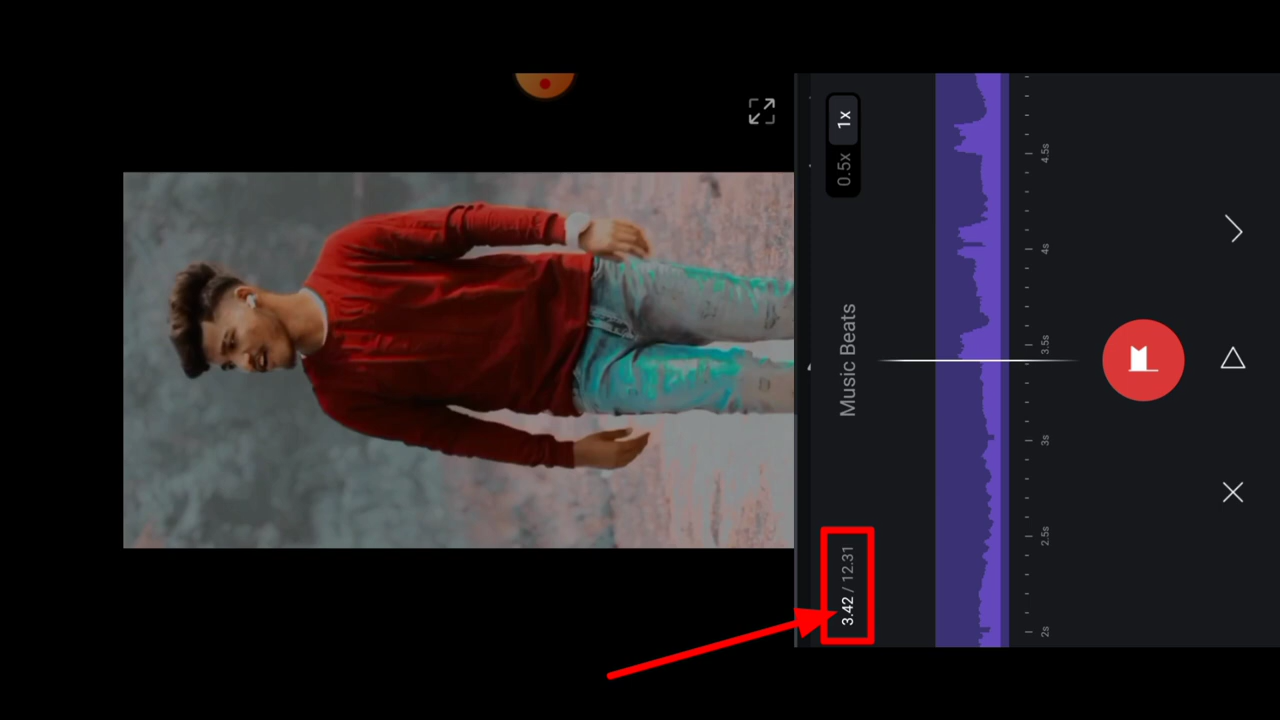 3.42 / 12.31
Music Beats
0.5x
1x
2s
2.5s
3s
3.5s
4s
4.5s